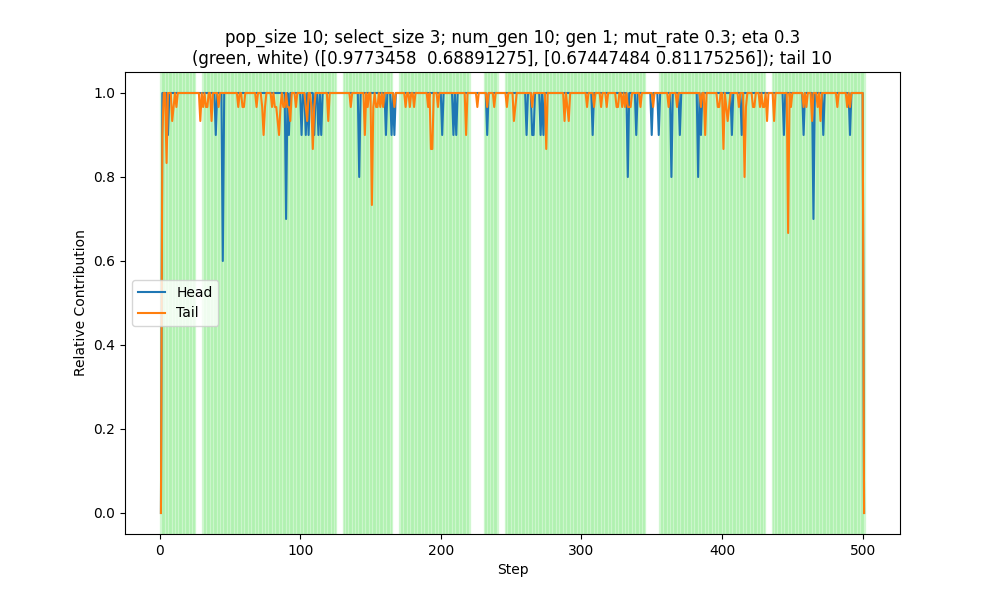 pop_size 10; select_size 3; num_gen 10; gen 1; mut_rate 0.3; eta 0.3
(green, white) ([0.9773458  0.68891275], [0.67447484 0.81175256]); tail 10
1.0
0.8
0.6
0.4
0.2
0.0
Relative Contribution
Head
Tail
0
100
200
300
400
500
Step